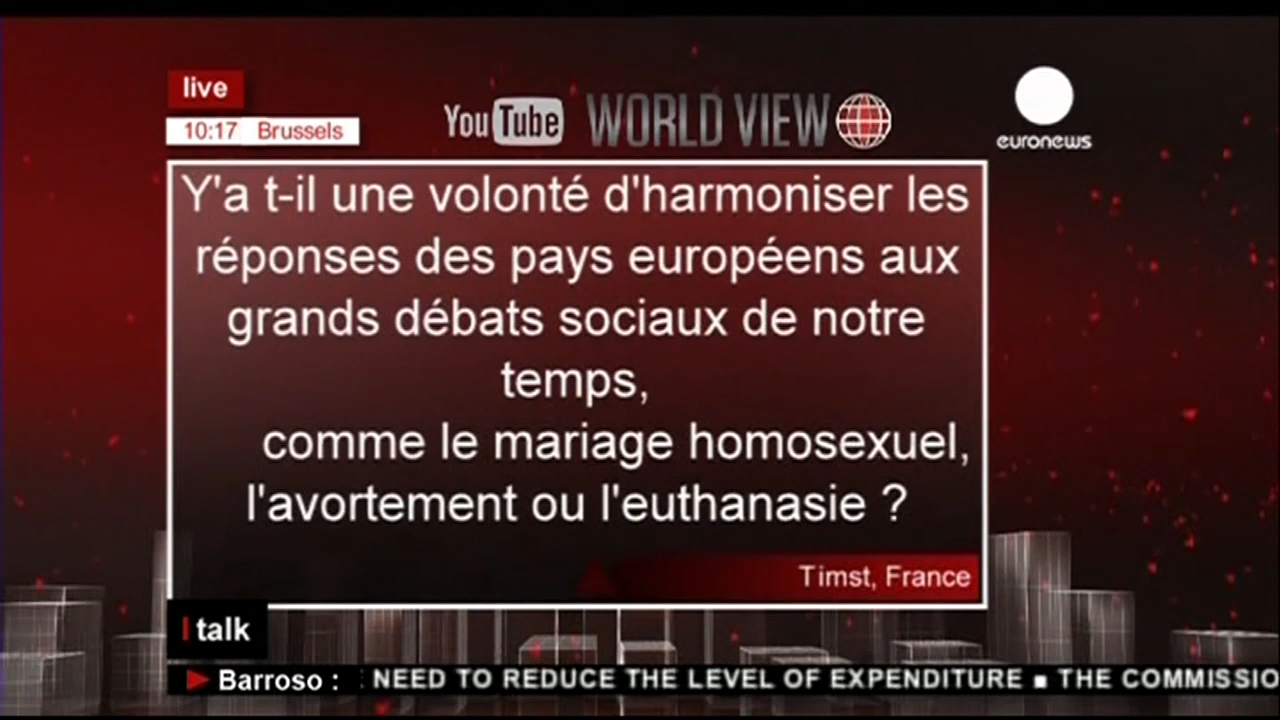 live
10:17 Brussels
YouTube WORLD VIEW
euronews
Y'a t-il une volonté d'harmoniser les
réponses des pays européens aux
grands débats sociaux de notre
temps,
comme le mariage homosexuel,
l'avortement ou l'euthanasie ?
Timst, France
I talk
Barroso : NEED TO REDUCE THE LEVEL OF EXPENDITURE ■ THE COMMISSIO